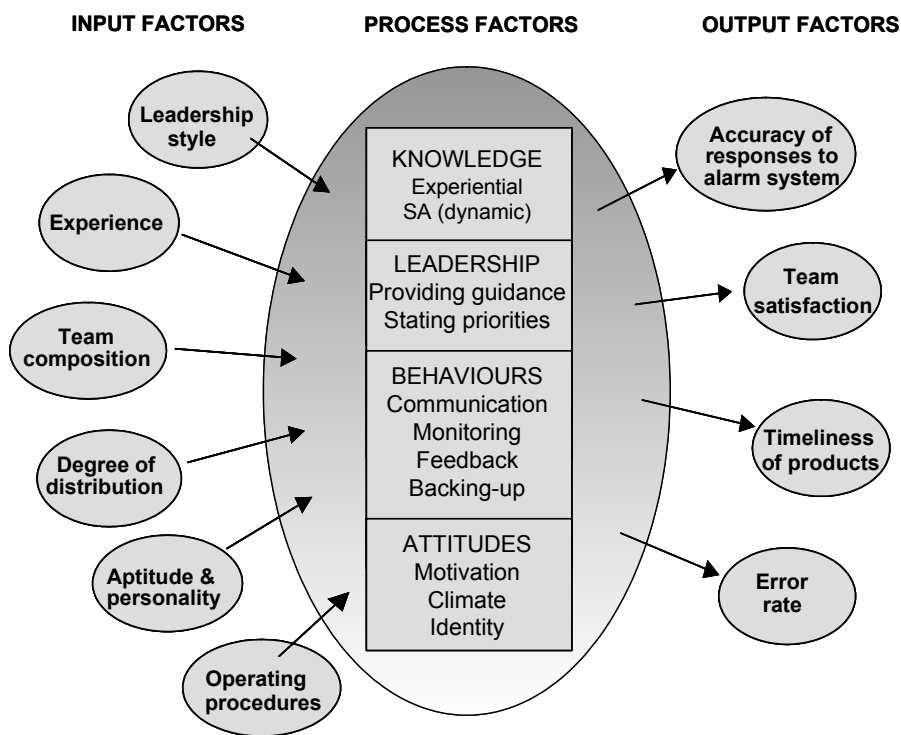 INPUT FACTORS
PROCESS FACTORS
OUTPUT FACTORS
Leadership
style
Experience
Team
composition
Degree of
distribution
Aptitude &
personality
Operating
procedures
KNOWLEDGE
Experiential
SA (dynamic)
LEADERSHIP
Providing guidance
Stating priorities
BEHAVIOURS
Communication
Monitoring
Feedback
Backing-up
ATTITUDES
Motivation
Climate
Identity
Accuracy of
responses to
alarm system
Team
satisfaction
Timeliness
of products
Error
rate